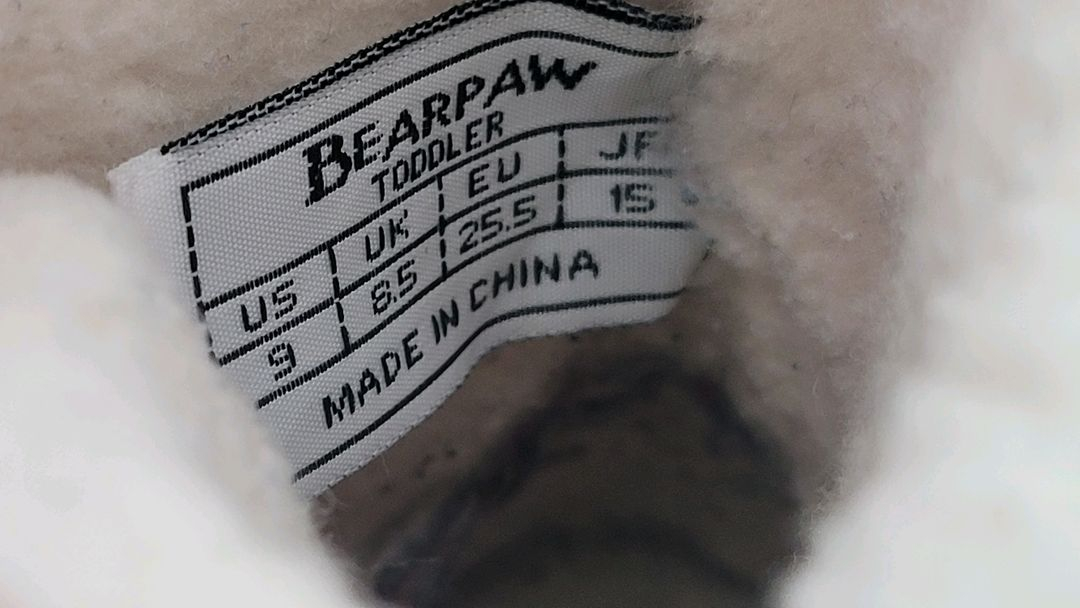 BEARPAW
TODDLER
US UK EU
9 8.5 25.5 15
MADE IN CHINA